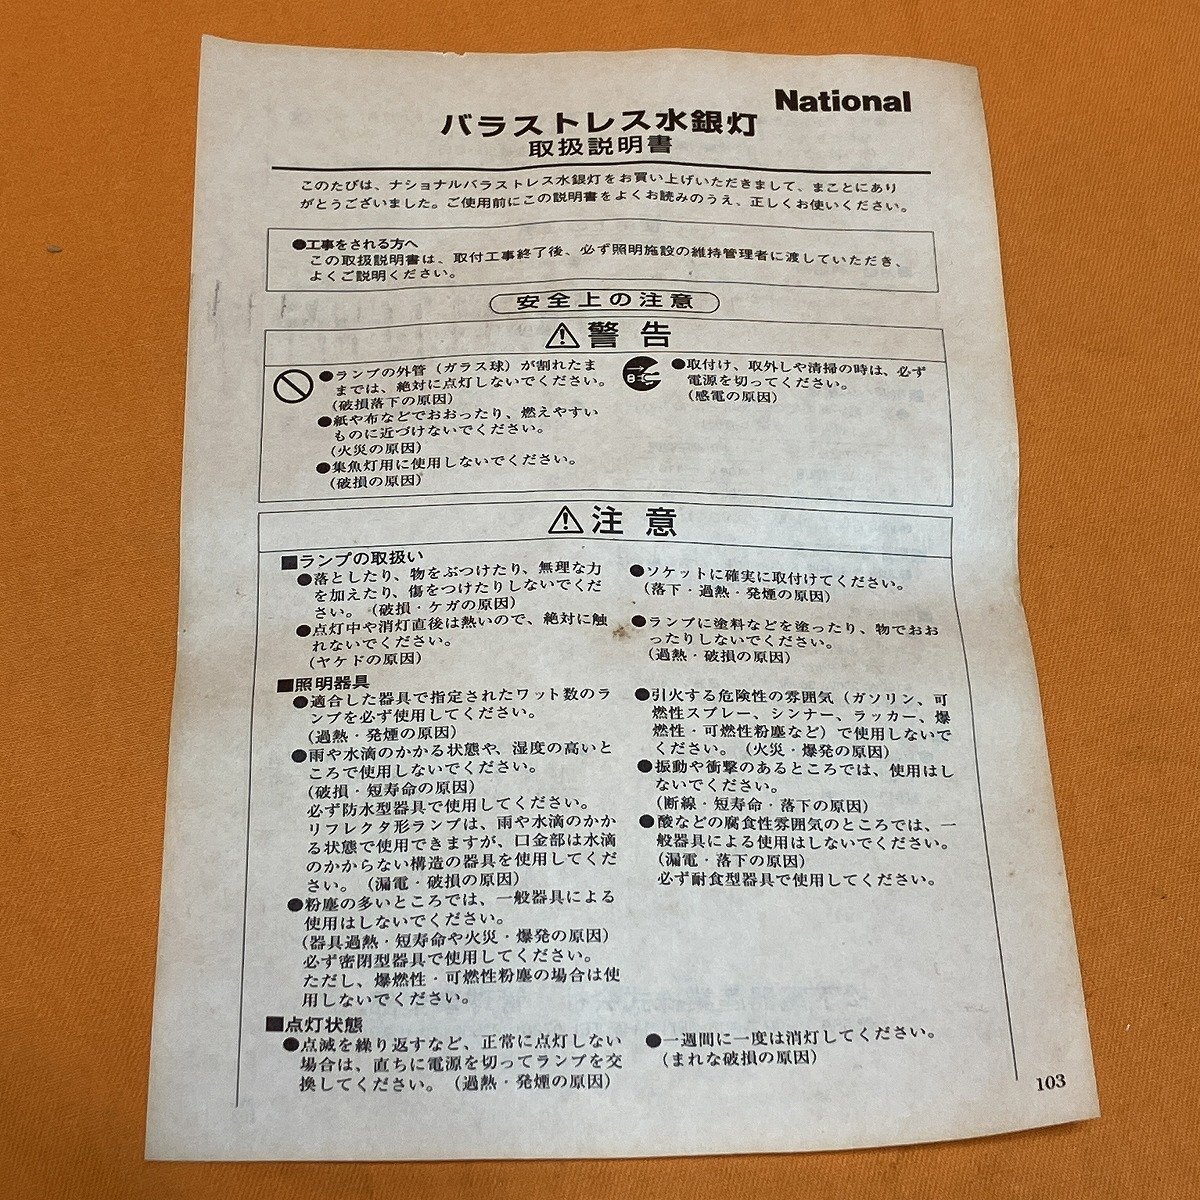 National
バラストレス水銀灯
取扱説明書
このたびは、ナショナルバラストレス水銀灯をお買い上げいただきまして、まことにあり
がとうございました。ご使用前にこの説明書をよくお読みのうえ、正しくお使いください。
●工事をされる方へ
この取扱説明書は、取付工事終了後、必ず照明施設の維持管理者に渡していただき、
よくご説明ください。
安全上の注意
⚠警告
●ランプの外管（ガラス球）が割れたま
までは、絶対に点灯しないでください。
（破損落下の原因）
●紙や布などでおおったり、燃えやすい
ものに近づけないでください。
（火災の原因）
●集魚灯用に使用しないでください。
（破損の原因）
●取付け、取外しや清掃の時は、必ず
電源を切ってください。
（感電の原因）
⚠注意
■ランプの取扱い
●落としたり、物をぶつけたり、無理な力
を加えたり、傷をつけたりしないでくだ
さい。（破損・ケガの原因）
●点灯中や消灯直後は熱いので、絶対に触
れないでください。
（ヤケドの原因）
●ソケットに確実に取付けてください。
（落下・過熱・発煙の原因）
●ランプに塗料などを塗ったり、物でおお
ったりしないでください。
（過熱・破損の原因）
■照明器具
●適合した器具で指定されたワット数のラ
ンプを必ず使用してください。
（過熱・発煙の原因）
●雨や水滴のかかる状態や、湿度の高いと
ころで使用しないでください。
（破損・短寿命の原因）
必ず防水型器具で使用してください。
リフレクタ形ランプは、雨や水滴のかか
る状態で使用できますが、口金部は水滴
のかからない構造の器具を使用してくだ
さい。（漏電・破損の原因）
●粉塵の多いところでは、一般器具による
使用はしないでください。
（器具過熱・短寿命や火災・爆発の原因）
必ず密閉型器具で使用してください。
ただし、爆燃性・可燃性粉塵の場合は使
用しないでください。
●引火する危険性の雰囲気（ガソリン、可
燃性スプレー、シンナー、ラッカー、爆
燃性・可燃性粉塵など）で使用しないで
ください。（火災・爆発の原因）
●振動や衝撃のあるところでは、使用はし
ないでください。
（断線・短寿命・落下の原因）
●酸などの腐食性雰囲気のところでは、一
般器具による使用はしないでください。
（漏電・落下の原因）
必ず耐食型器具で使用してください。
■点灯状態
●点滅を繰り返すなど、正常に点灯しない
場合は、直ちに電源を切ってランプを交
換してください。（過熱・発煙の原因）
●一週間に一度は消灯してください。
（まれな破損の原因）
103